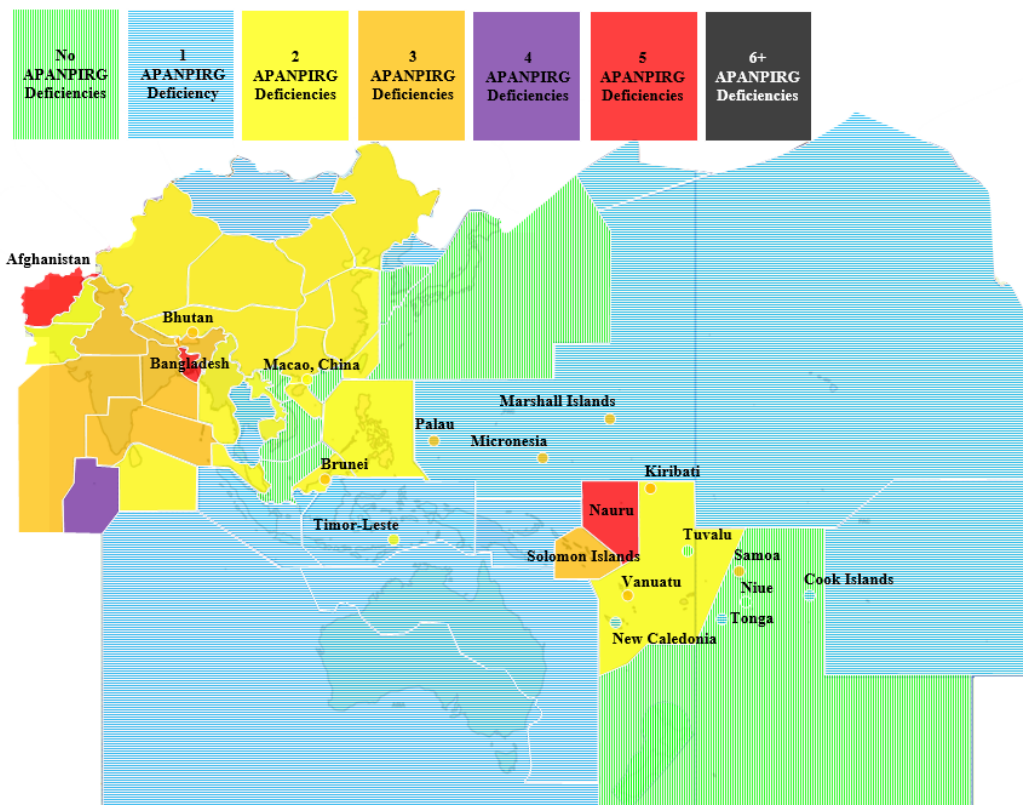 No
APANPIRG
Deficiencies
1
APANPIRG
Deficiency
2
APANPIRG
Deficiencies
3
APANPIRG
Deficiencies
4
APANPIRG
Deficiencies
5
APANPIRG
Deficiencies
6+
APANPIRG
Deficiencies
Afghanistan
Bhutan
Bangladesh
Macao, China
Marshall Islands
Palau
Micronesia
Brunei
Kiribati
Nauru
Timor-Leste
Tuvalu
Solomon Islands
Samoa
Vanuatu
Niue
Cook Islands
Tonga
New Caledonia